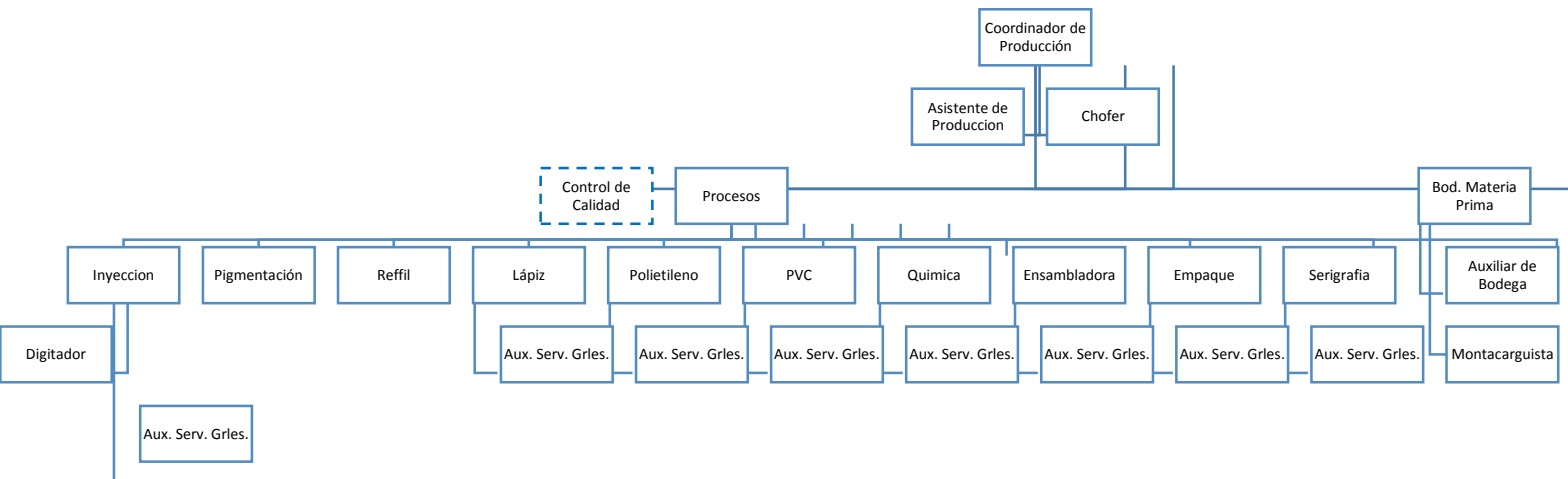 Coordinador de
Producción
Asistente de
Produccion
Chofer
Control de
Calidad
Procesos
Bod. Materia
Prima
Inyeccion
Pigmentación
Reffil
Lápiz
Polietileno
PVC
Quimica
Ensambladora
Empaque
Serigrafia
Auxiliar de
Bodega
Digitador
Aux. Serv. Grles.
Aux. Serv. Grles.
Aux. Serv. Grles.
Aux. Serv. Grles.
Aux. Serv. Grles.
Aux. Serv. Grles.
Aux. Serv. Grles.
Montacarguista
Aux. Serv. Grles.